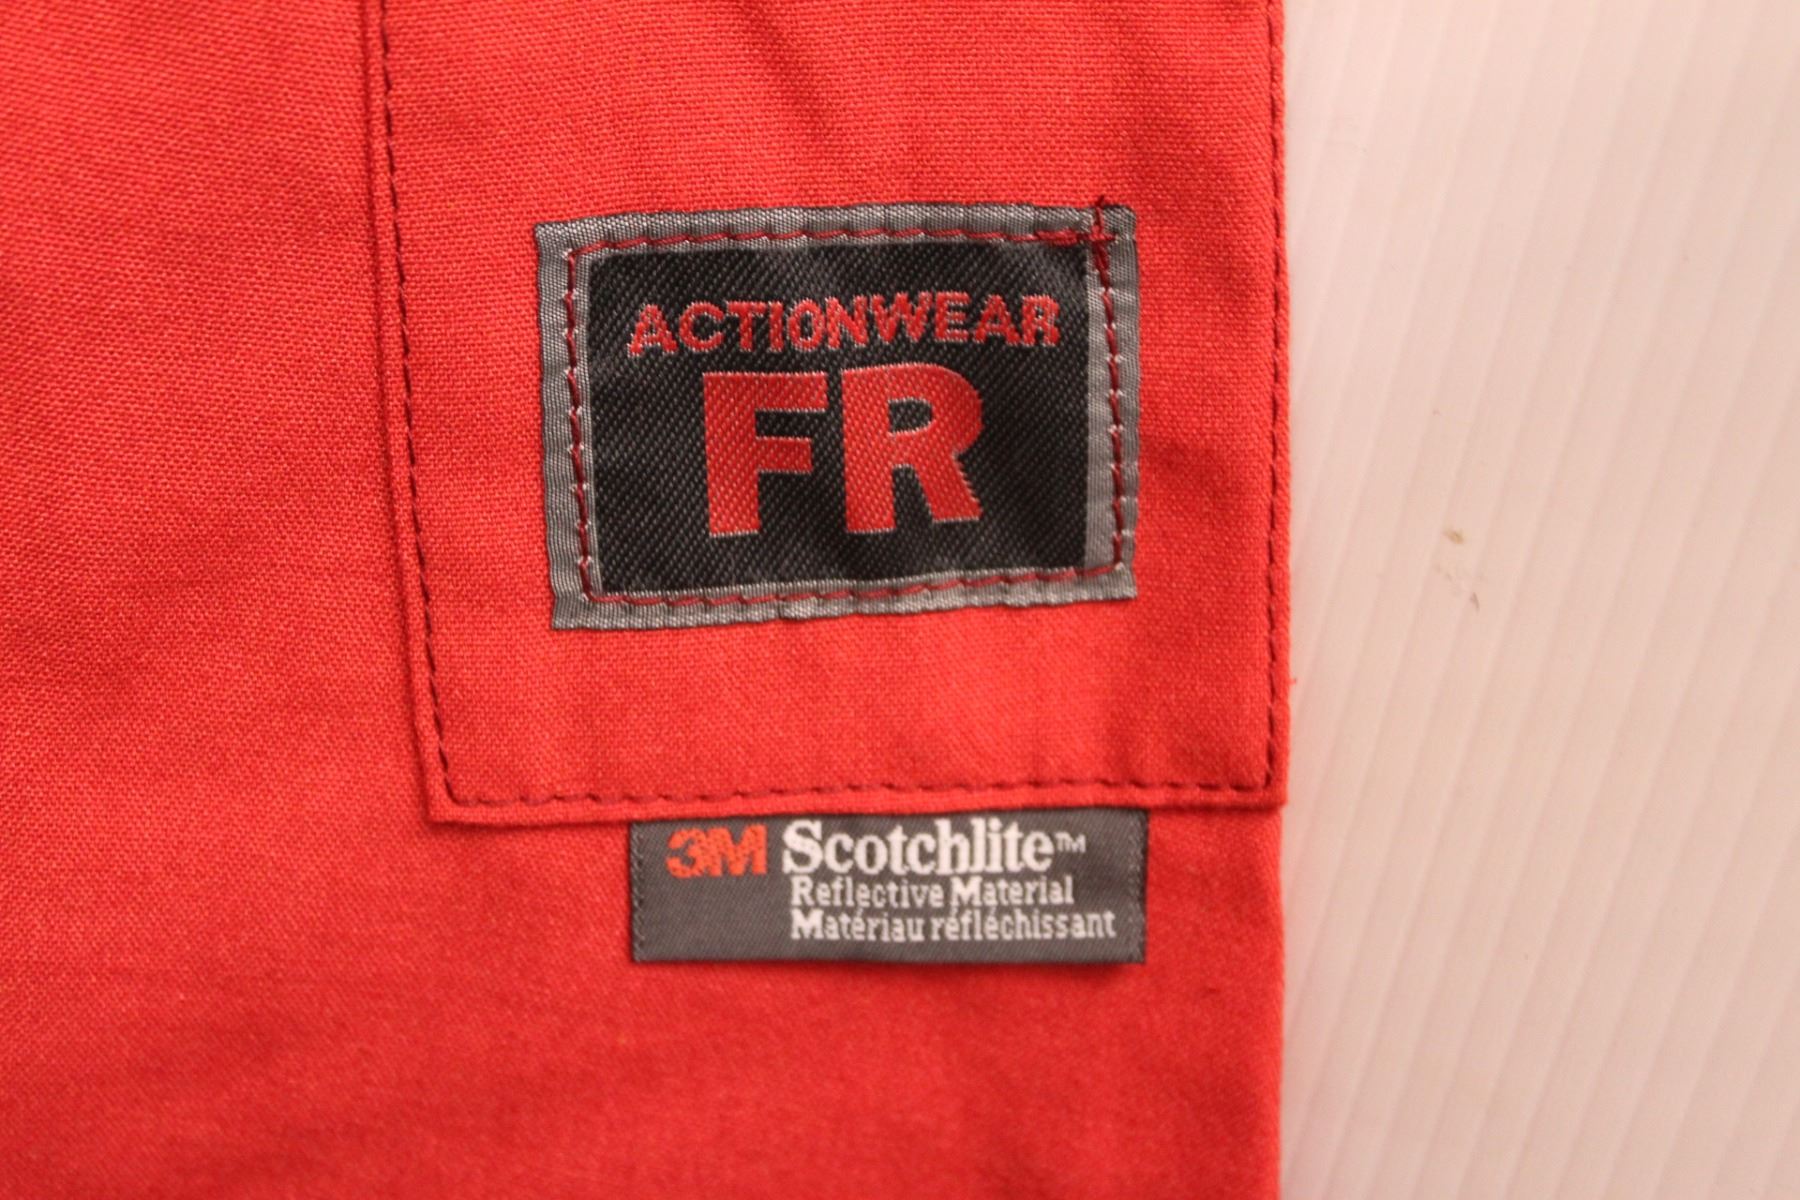 ACTIONWEAR
FR
3M Scotchlite™
Reflective Material
Matériau réfléchissant